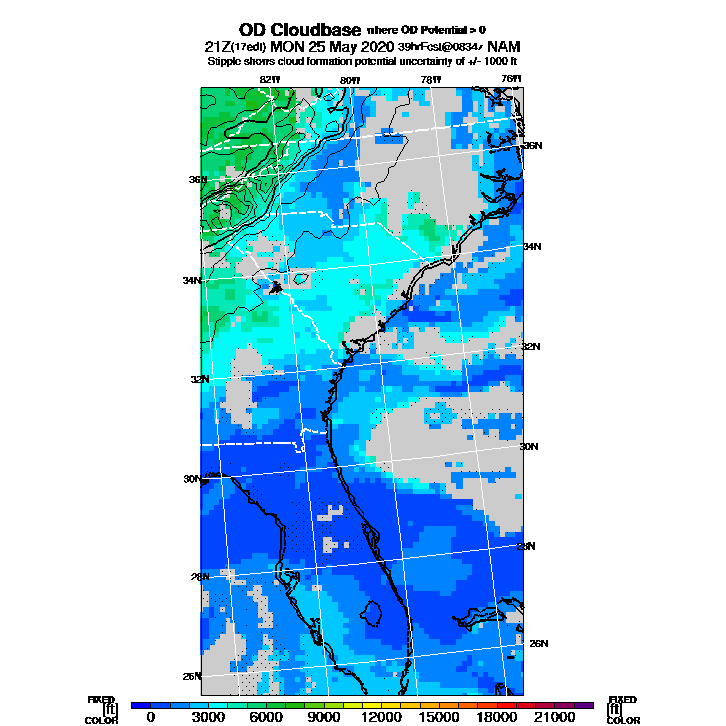 OD Cloudbase where OD Potential > 0
21Z(17edt) MON 25 May 2020 39hrFcst@0834z NAM
Stipple shows cloud formation potential uncertainty of +/- 1000 ft
82W 80W 78W 76W
36N
36N
34N
34N
32N
32N
30N
30N
28N
28N
26N
26N
FIXED FIXED
[ft] [ft]
COLOR COLOR
0 3000 6000 9000 12000 15000 18000 21000